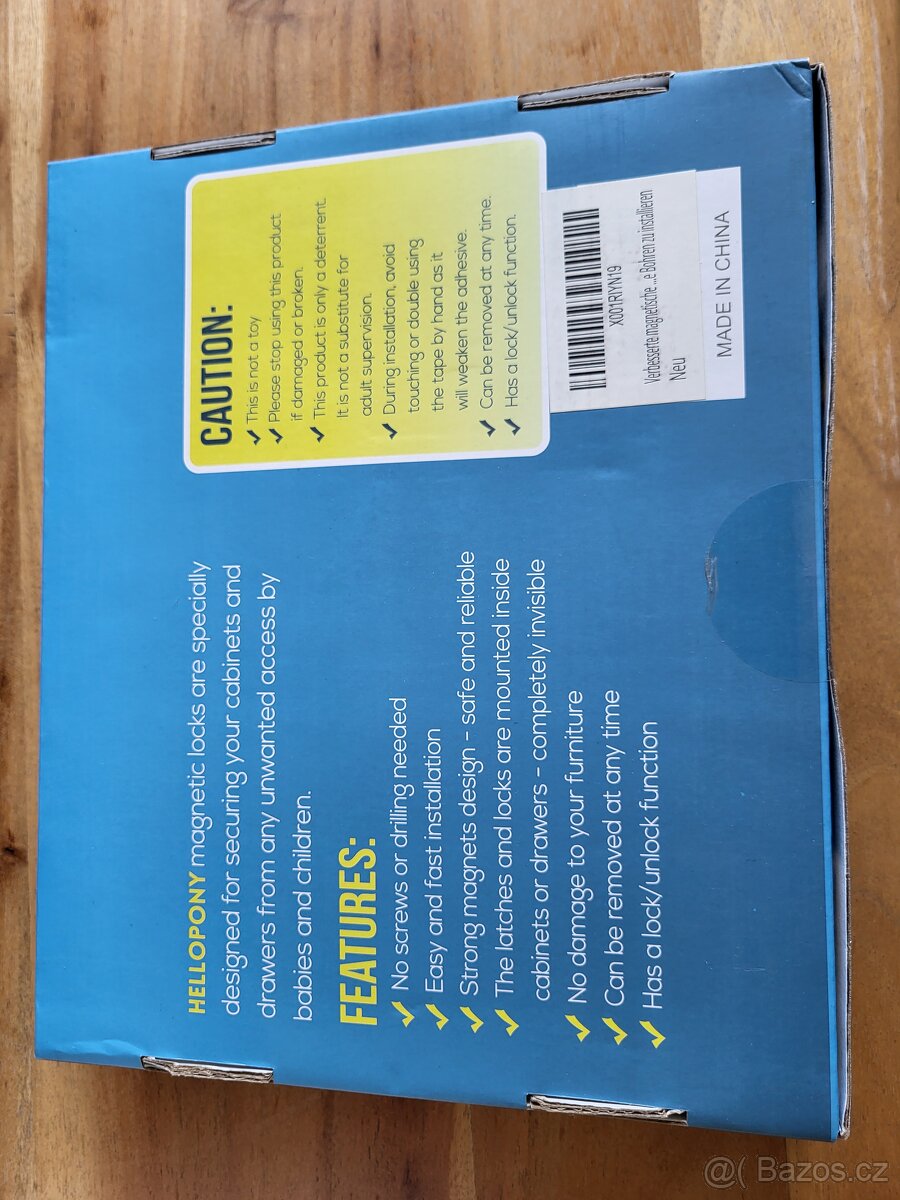 HELLOPONY magnetic locks are specially
designed for securing your cabinets and
drawers from any unwanted access by
babies and children.
FEATURES:
No screws or drilling needed
Easy and fast installation
Strong magnets design - safe and reliable
The latches and locks are mounted inside
cabinets or drawers - completely invisible
No damage to your furniture
Can be removed at any time
Has a lock/unlock function
CAUTION:
This is not a toy
Please stop using this product
if damaged or broken.
This product is only a deterrent.
It is not a substitute for
adult supervision.
During installation, avoid
touching or double using
the tape by hand as it
will weaken the adhesive.
Can be removed at any time.
Has a lock/unlock function.
X001RYN19
Verbesserte magnetische ...e Bohren zu installieren
Neu
MADE IN CHINA
@( Bazos.cz